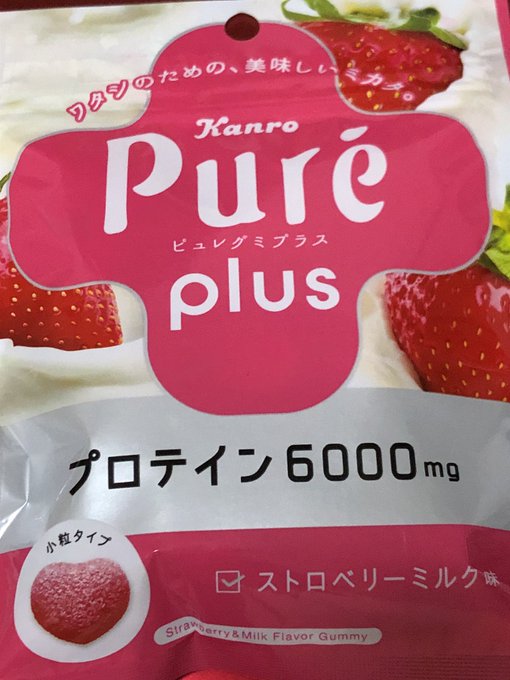 ワタシのための、美味しいミカタ。
Kanro
Puré
ピュレグミプラス
plus
プロテイン6000mg
小粒タイプ
ストロベリーミルク味
Strawberry&Milk Flavor Gummy